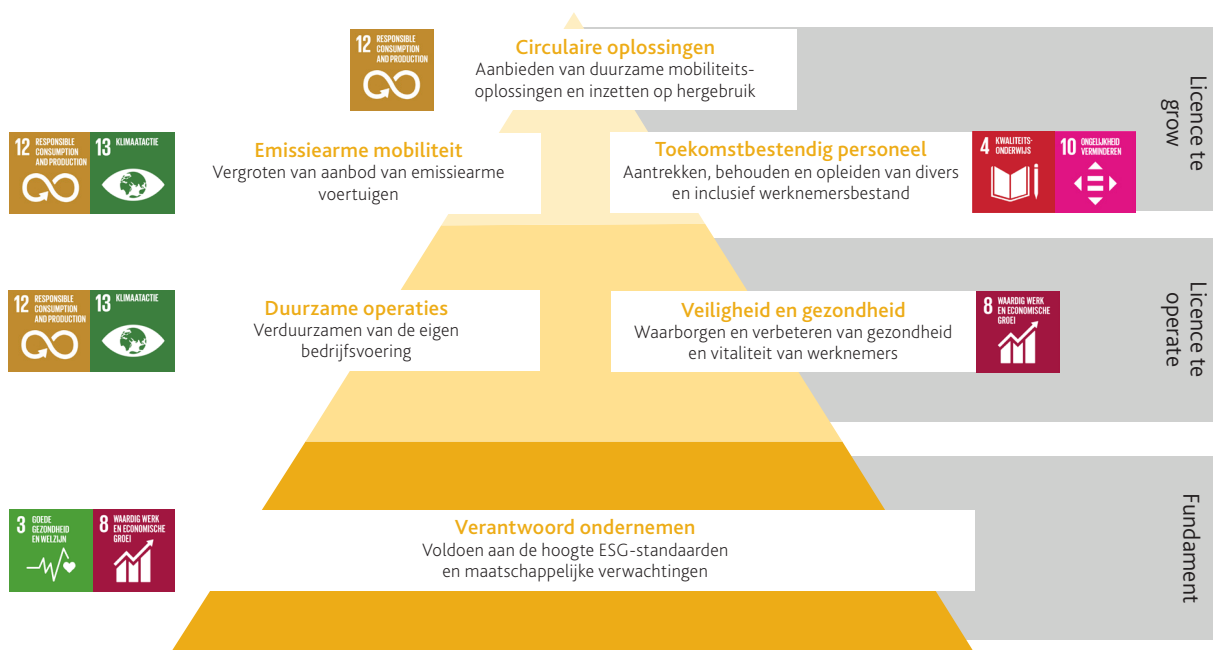 12 RESPONSIBLE
CONSUMPTION
AND PRODUCTION
Circulaire oplossingen
Aanbieden van duurzame mobiliteits-
oplossingen en inzetten op hergebruik
Licence te
grow
12 RESPONSIBLE
CONSUMPTION
AND PRODUCTION
13 KLIMAATACTIE
Emissiearme mobiliteit
Vergroten van aanbod van emissiearme
voertuigen
Toekomstbestendig personeel
Aantrekken, behouden en opleiden van divers
en inclusief werknemersbestand
4 KWALITEITS-
ONDERWIJS
10 ONGELIJKHEID
VERMINDEREN
12 RESPONSIBLE
CONSUMPTION
AND PRODUCTION
13 KLIMAATACTIE
Duurzame operaties
Verduurzamen van de eigen
bedrijfsvoering
Veiligheid en gezondheid
Waarborgen en verbeteren van gezondheid
en vitaliteit van werknemers
8 WAARDIG WERK
EN ECONOMISCHE
GROEI
Licence te
operate
3 GOEDE
GEZONDHEID
EN WELZIJN
8 WAARDIG WERK
EN ECONOMISCHE
GROEI
Verantwoord ondernemen
Voldoen aan de hoogte ESG-standaarden
en maatschappelijke verwachtingen
Fundament